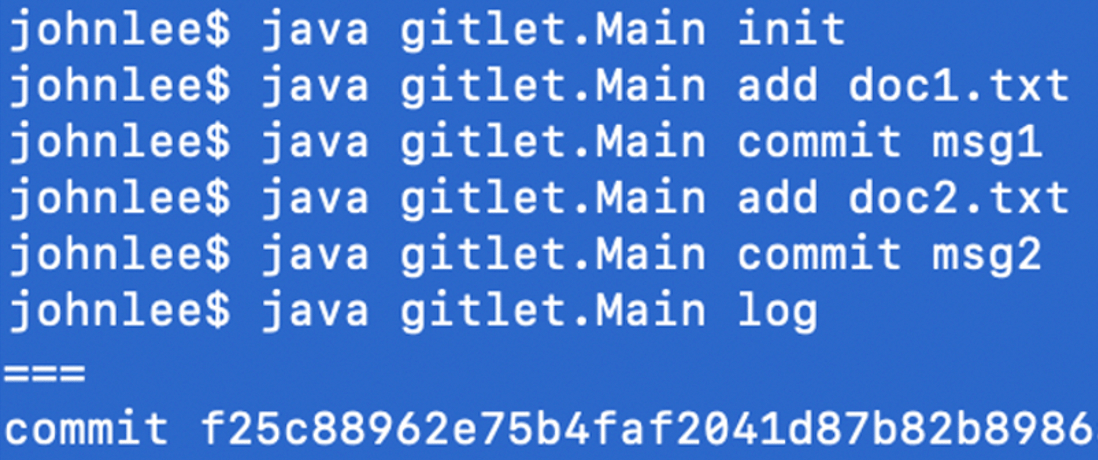 johnlee$ java gitlet.Main init
johnlee$ java gitlet.Main add doc1.txt
johnlee$ java gitlet.Main commit msg1
johnlee$ java gitlet.Main add doc2.txt
johnlee$ java gitlet.Main commit msg2
johnlee$ java gitlet.Main log
===
commit f25c88962e75b4faf2041d87b82b8986